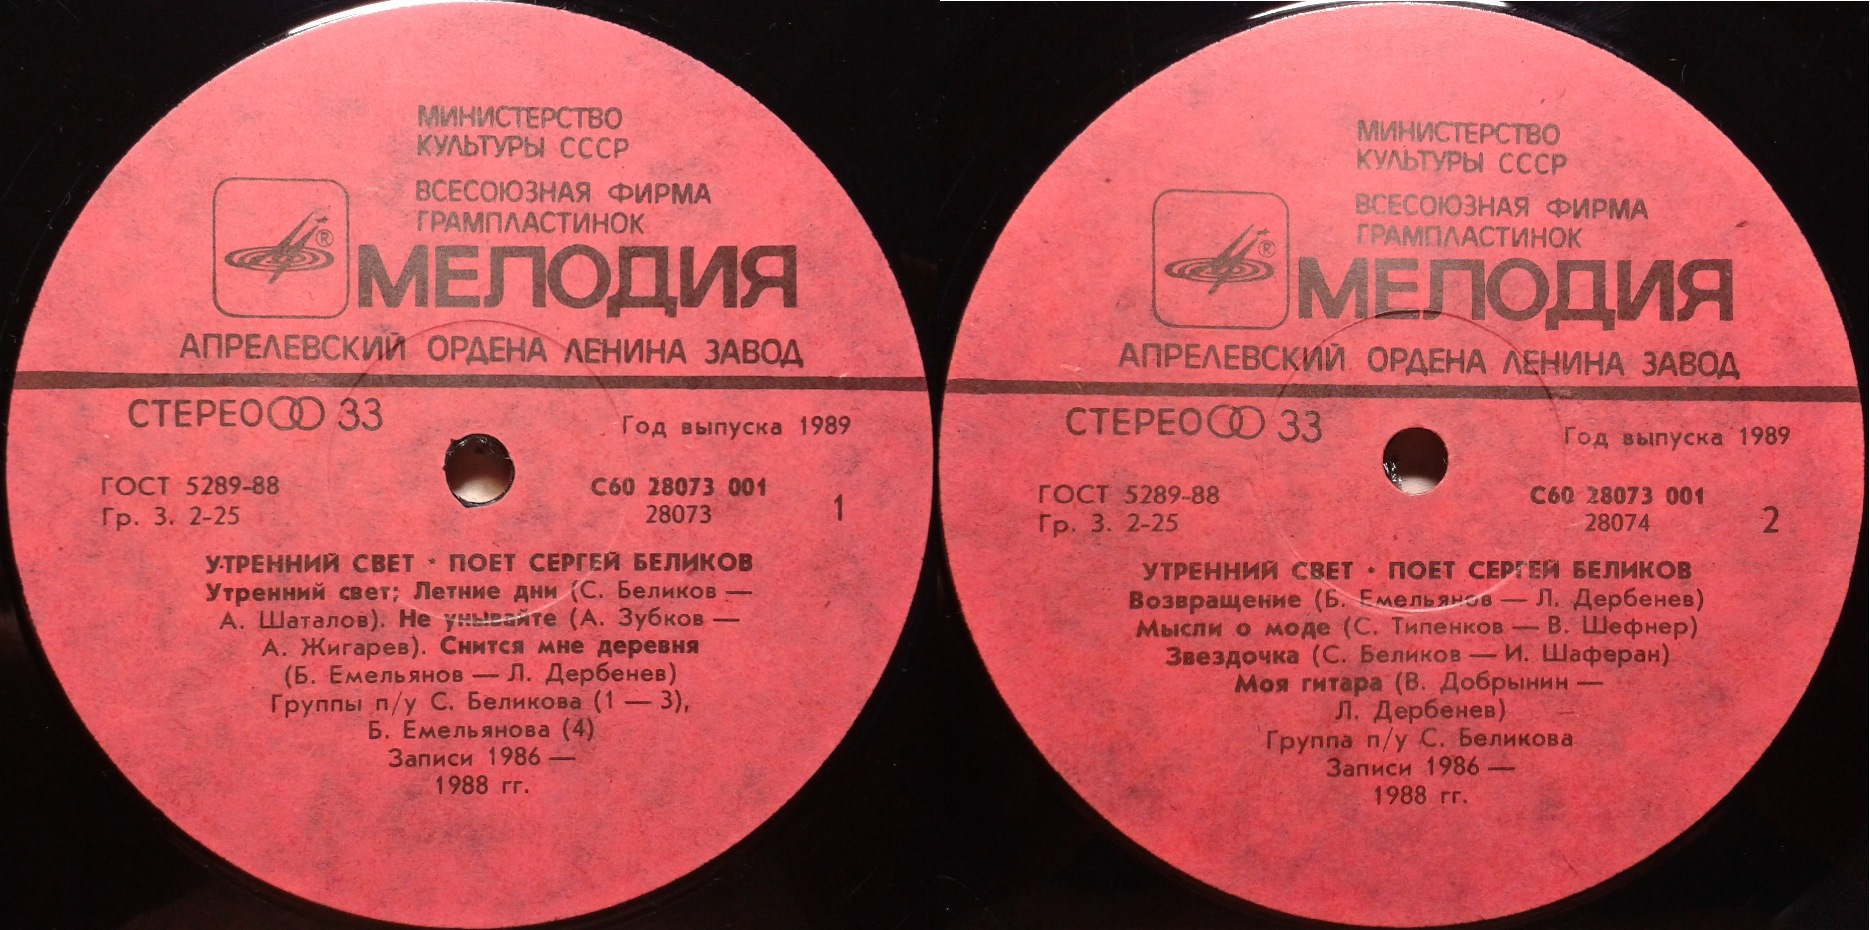 МИНИСТЕРСТВО
КУЛЬТУРЫ СССР
ВСЕСОЮЗНАЯ ФИРМА
ГРАМПЛАСТИНОК
®
МЕЛОДИЯ
АПРЕЛЕВСКИЙ ОРДЕНА ЛЕНИНА ЗАВОД
СТЕРЕО 33
Год выпуска 1989
ГОСТ 5289-88
Гр. 3. 2-25
С60 28073 001
28073
1
УТРЕННИЙ СВЕТ · ПОЕТ СЕРГЕЙ БЕЛИКОВ
Утренний свет; Летние дни (С. Беликов —
А. Шаталов). Не унывайте (А. Зубков —
А. Жигарев). Снится мне деревня
(Б. Емельянов — Л. Дербенев)
Группы п/у С. Беликова (1 — 3),
Б. Емельянова (4)
Записи 1986 —
1988 гг.
МИНИСТЕРСТВО
КУЛЬТУРЫ СССР
ВСЕСОЮЗНАЯ ФИРМА
ГРАМПЛАСТИНОК
®
МЕЛОДИЯ
АПРЕЛЕВСКИЙ ОРДЕНА ЛЕНИНА ЗАВОД
СТЕРЕО 33
Год выпуска 1989
ГОСТ 5289-88
Гр. 3. 2-25
С60 28073 001
28074
2
УТРЕННИЙ СВЕТ · ПОЕТ СЕРГЕЙ БЕЛИКОВ
Возвращение (Б. Емельянов — Л. Дербенев)
Мысли о моде (С. Типенков — В. Шефнер)
Звездочка (С. Беликов — И. Шаферан)
Моя гитара (В. Добрынин —
Л. Дербенев)
Группа п/у С. Беликова
Записи 1986 —
1988 гг.